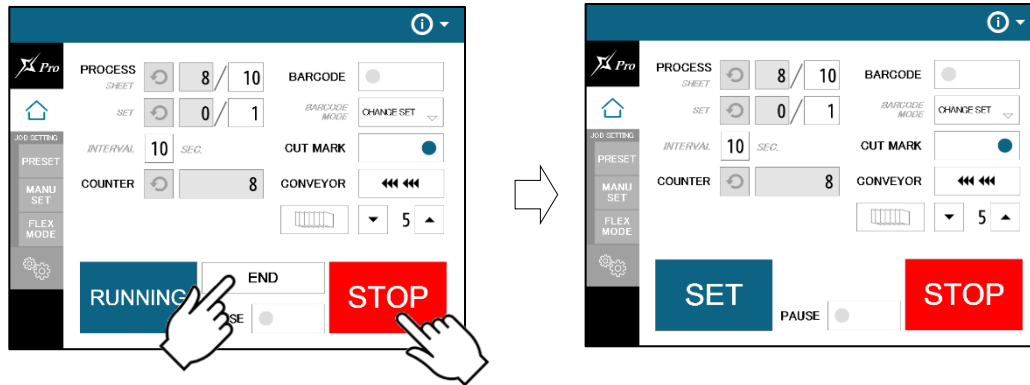 Pro
PROCESS 8 / 10 BARCODE
SHEET
SET 0 / 1 BARCODE MODE CHANGE SET
JOB SETTING
INTERVAL 10 SEC. CUT MARK
PRESET
COUNTER 8 CONVEYOR
MANU SET
5
FLEX MODE
END
RUNNING
STOP
SE
Pro
PROCESS 8 / 10 BARCODE
SHEET
SET 0 / 1 BARCODE MODE CHANGE SET
JOB SETTING
INTERVAL 10 SEC. CUT MARK
PRESET
COUNTER 8 CONVEYOR
MANU SET
5
FLEX MODE
SET
STOP
PAUSE